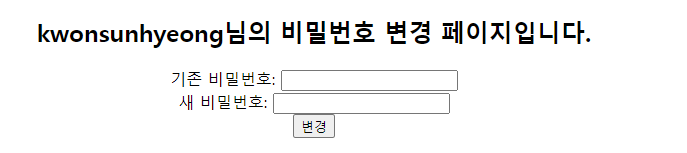 kwonsunhyeong님의 비밀번호 변경 페이지입니다.
기존 비밀번호:
새 비밀번호:
변경